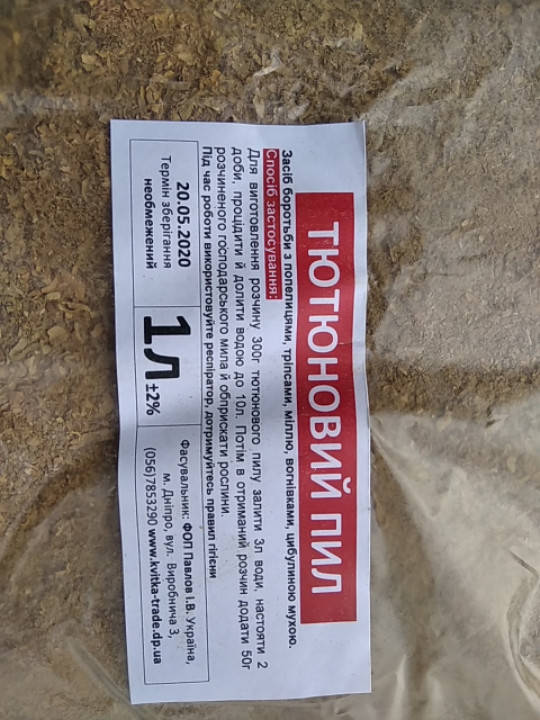 ТЮТЮНОВИЙ ПИЛ
Засіб боротьби з попелицями, тріпсами, міллю, вогнівками, цибулиною мухою.
Спосіб застосування:
Для виготовлення розчину 300г тютюнового пилу залити 3л води, настояти 2
доби, процідити й долити водою до 10л. Потім в отриманий розчин додати 50г
розчиненого господарського мила й обприскати рослини.
Під час роботи використовуйте респіратор, дотримуйтесь правил гігієни
20.05.2020
Термін зберігання
необмежений
1л ±2%
Фасувальник: ФОП Павлов І.В. Україна,
м. Дніпро, вул. Виробнича 3,
(056)7853290 www.kvitka-trade.dp.ua